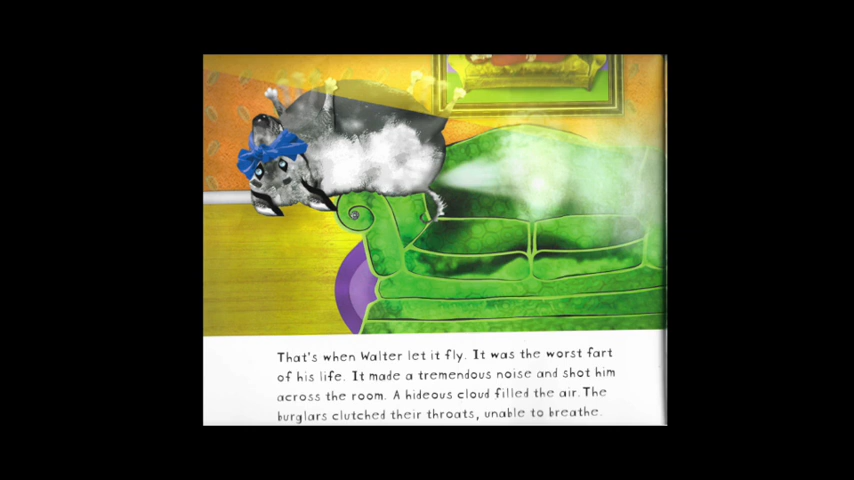 That's when Walter let it fly. It was the worst fart
of his life. It made a tremendous noise and shot him
across the room. A hideous cloud filled the air. The
burglars clutched their throats, unable to breathe.